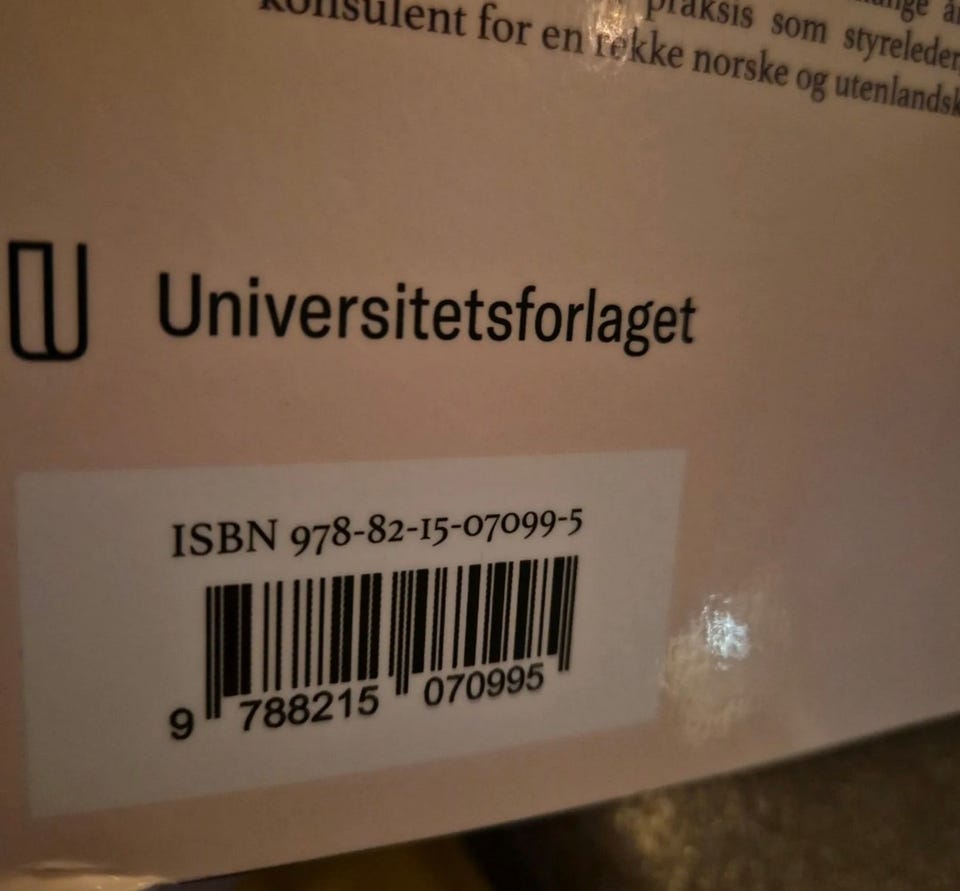 praksis som styreleder,
konsulent for en rekke norske og utenlandsk
Universitetsforlaget
ISBN 978-82-15-07099-5
9 788215 070995